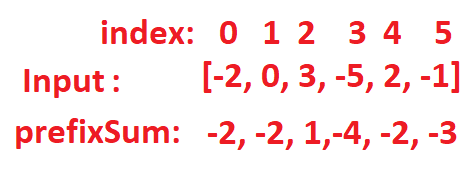 index: 0 1 2 3 4 5
Input : [-2, 0, 3, -5, 2, -1]
prefixSum: -2, -2, 1,-4, -2, -3